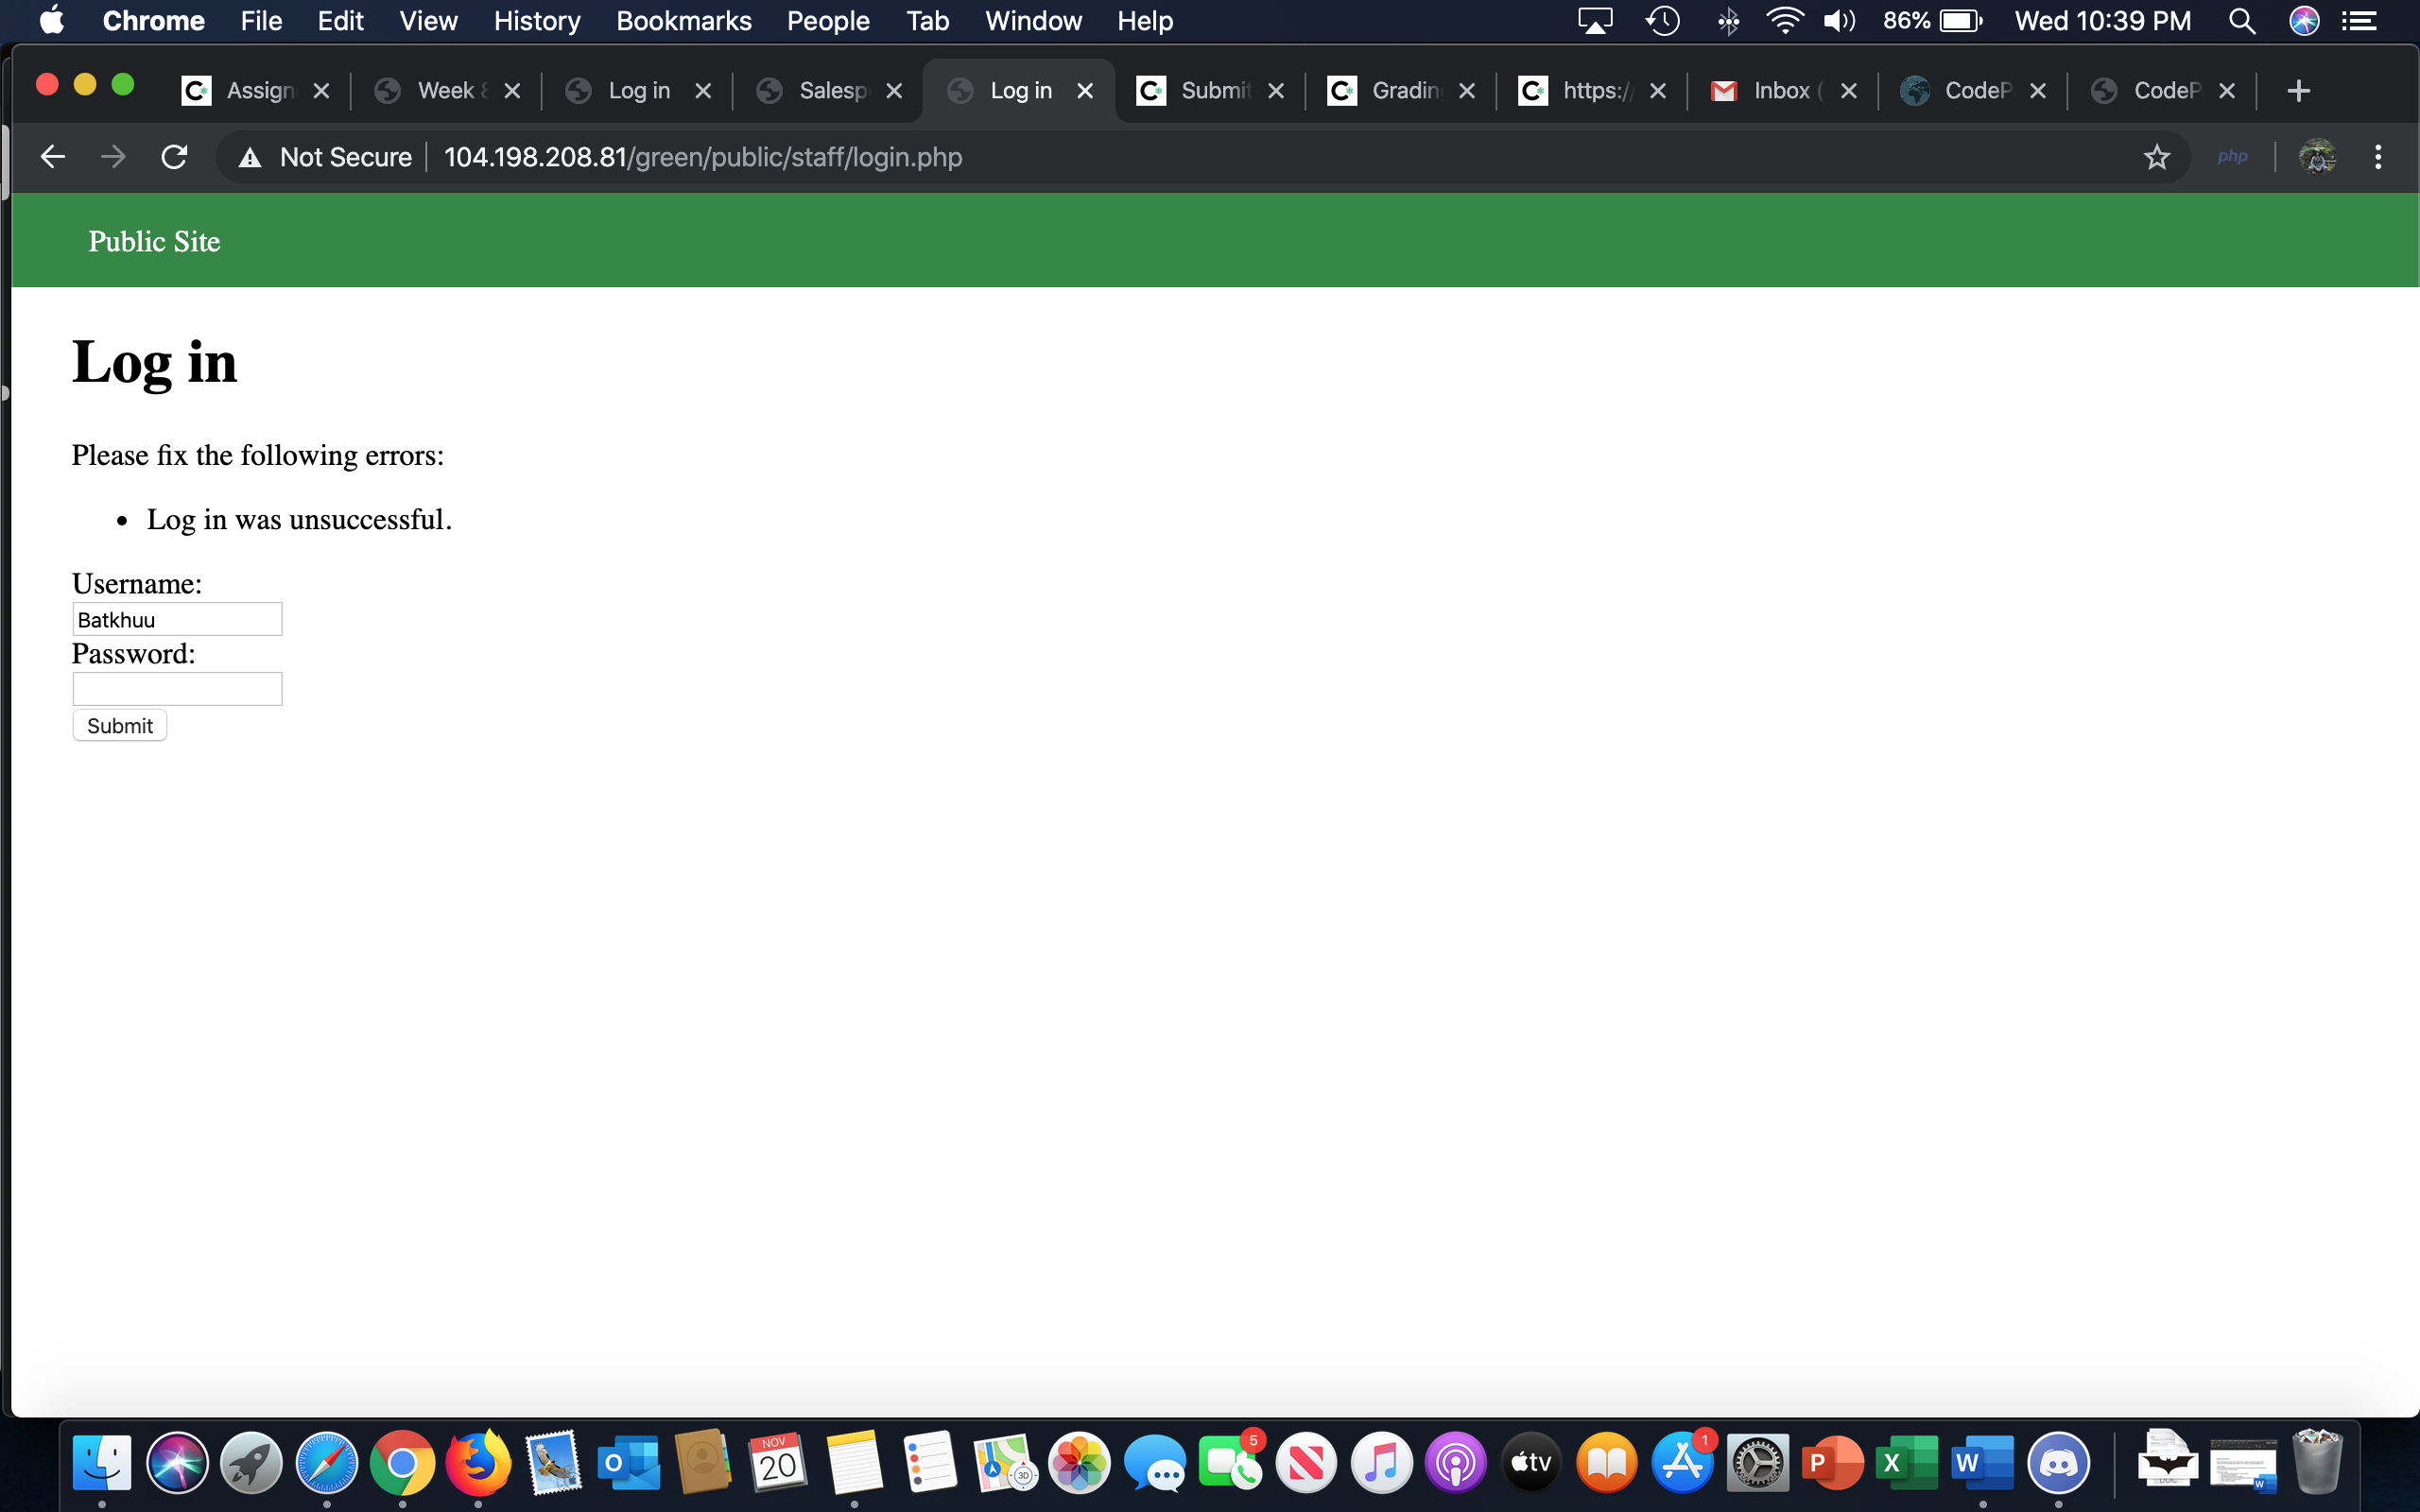 Chrome File Edit View History Bookmarks People Tab Window Help 86% Wed 10:39 PM
Assign Week 8 Log in Salesp Log in Submit Gradin https:/ Inbox ( CodeP CodeP
Not Secure 104.198.208.81/green/public/staff/login.php php
Public Site
Log in
Please fix the following errors:
• Log in was unsuccessful.
Username:
Batkhuu
Password:
Submit
NOV
20
3D
5
tv
1
P
X
W
O